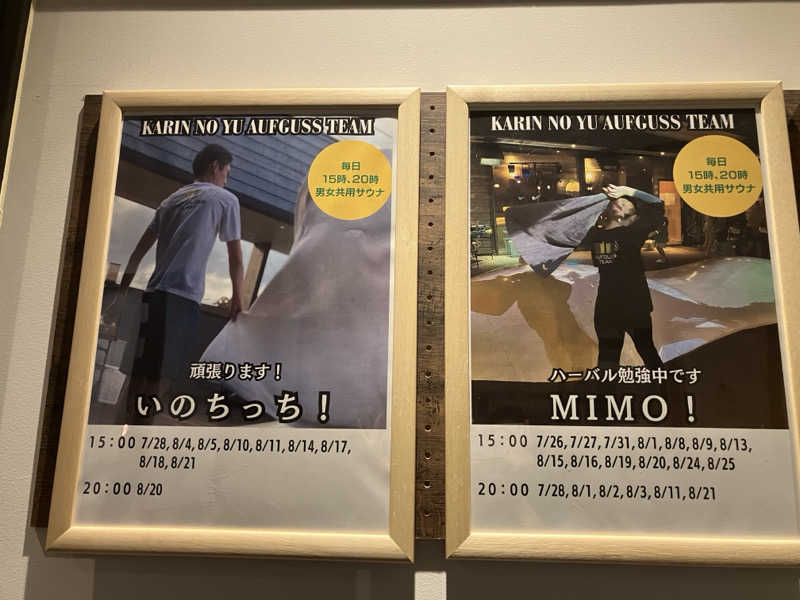 KARIN NO YU AUFGUSS TEAM
毎日
15時、20時
男女共用サウナ
頑張ります！
いのちっち！
15：00 7/28, 8/4, 8/5, 8/10, 8/11, 8/14, 8/17,
8/18, 8/21
20：00 8/20
KARIN NO YU AUFGUSS TEAM
毎日
15時、20時
男女共用サウナ
TEAM
ハーバル勉強中です
MIMO！
15：00 7/26, 7/27, 7/31, 8/1, 8/8, 8/9, 8/13,
8/15, 8/16, 8/19, 8/20, 8/24, 8/25
20：00 7/28, 8/1, 8/2, 8/3, 8/11, 8/21